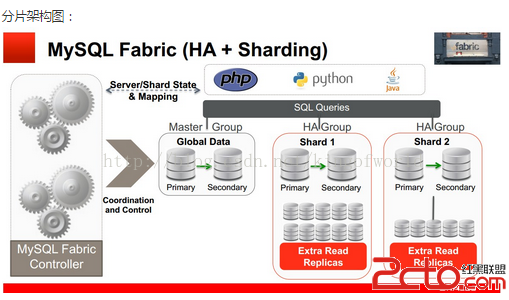 分片架构图：
MySQL Fabric (HA + Sharding)
fabric
Server/Shard State
& Mapping
php
python
Java
SQL Queries
Master Group
HA Group
HA Group
Global Data
Shard 1
Shard 2
Primary
Secondary
Primary
Secondary
Primary
Secondary
Coordination
and Control
MySQL Fabric
Controller
Extra Read
Replicas
Extra Read
Replicas
红黑联盟
2cto.com